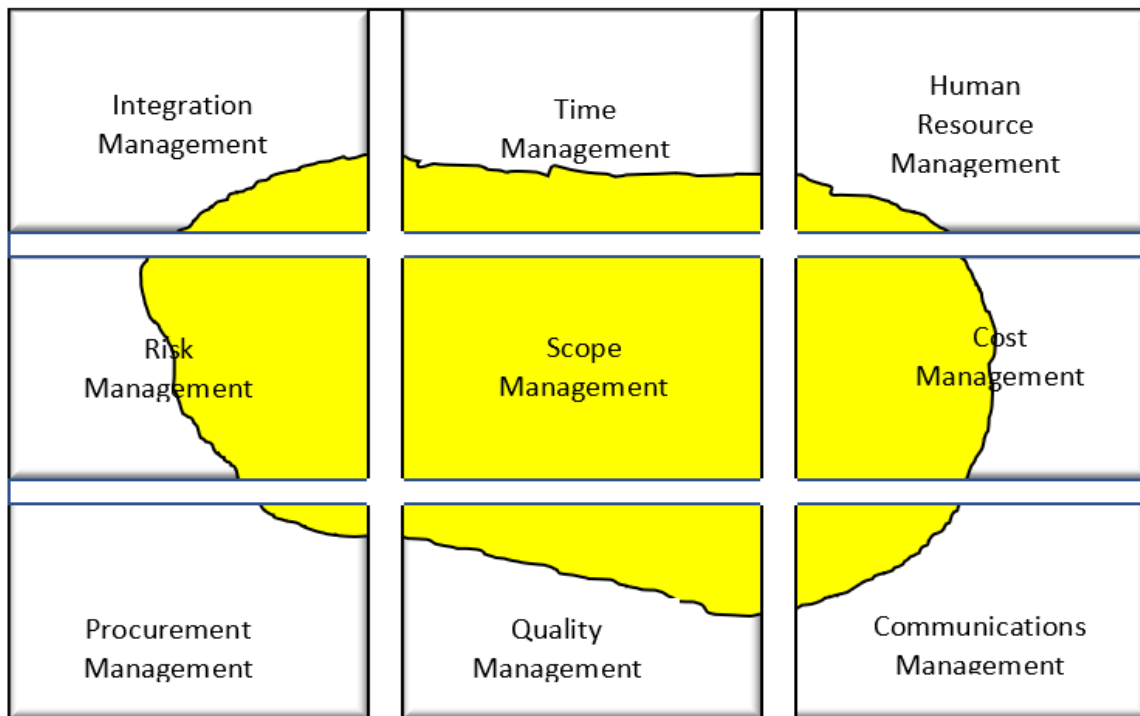 Integration
Management
Time
Management
Human
Resource
Management
Risk
Management
Scope
Management
Cost
Management
Procurement
Management
Quality
Management
Communications
Management